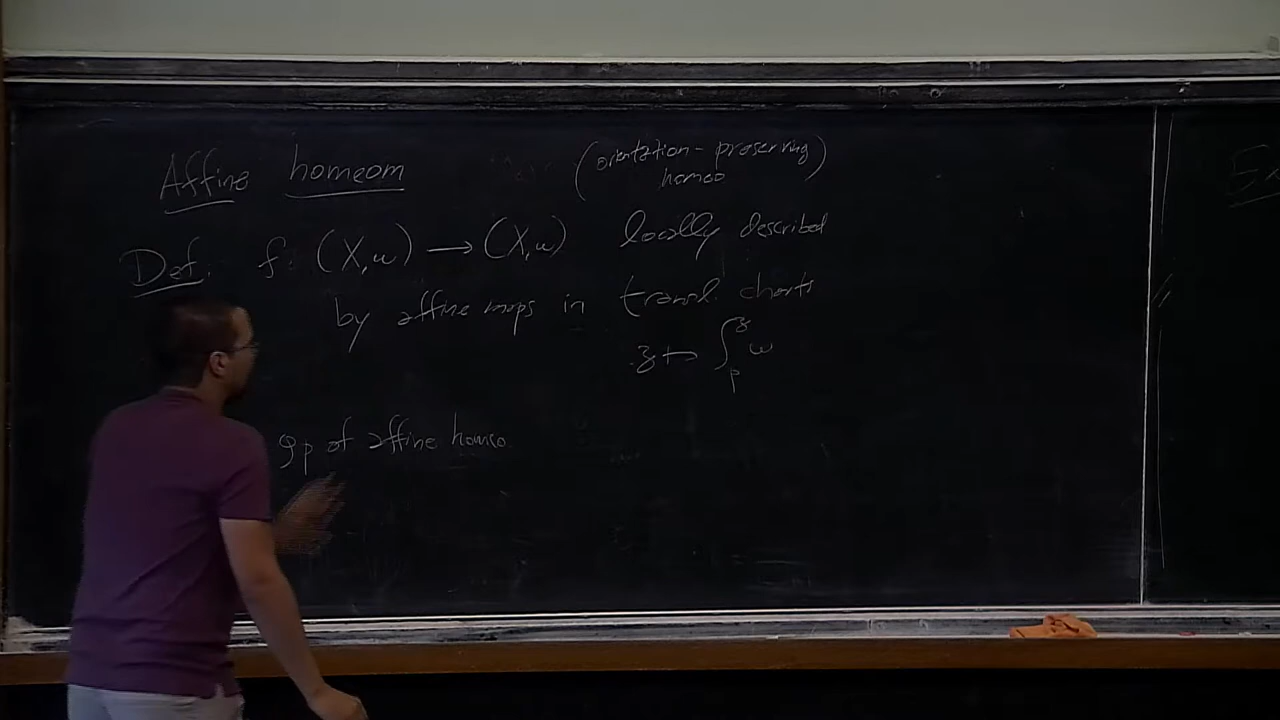 Affine homeom
(orientation-preserving) homeo
Def. f: (X,ω) → (X,ω) locally described
by affine maps in transl. charts
z ↦ ∫_p^z ω
gp of affine homeo.